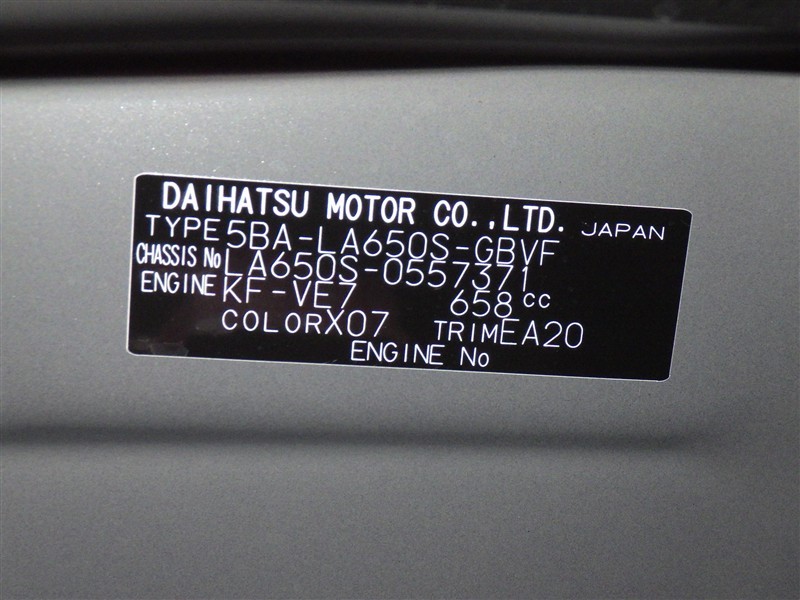 DAIHATSU MOTOR CO.,LTD. JAPAN
TYPE 5BA-LA650S-GBVF
CHASSIS No LA650S-0557371
ENGINE KF-VE7 658 cc
COLOR X07 TRIM EA20
ENGINE No